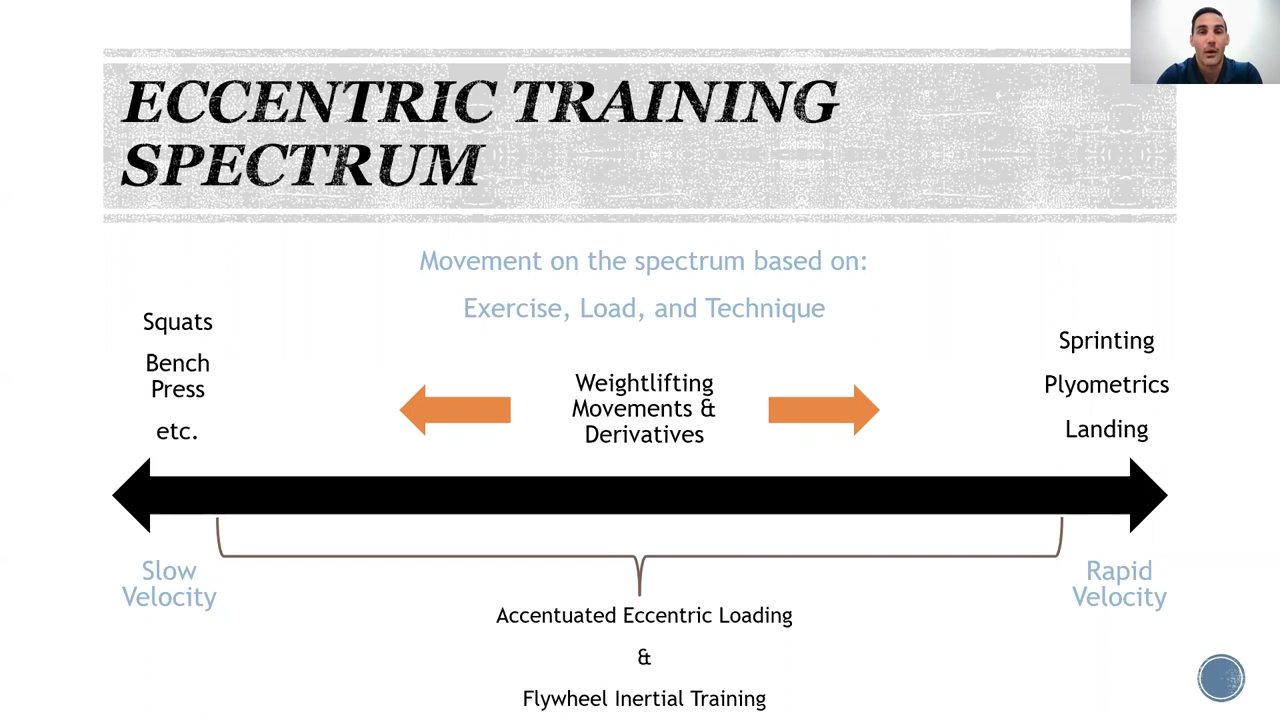 ECCENTRIC TRAINING
SPECTRUM
Movement on the spectrum based on:
Exercise, Load, and Technique
Squats
Bench
Press
etc.
Weightlifting
Movements &
Derivatives
Sprinting
Plyometrics
Landing
Slow
Velocity
Rapid
Velocity
Accentuated Eccentric Loading
&
Flywheel Inertial Training